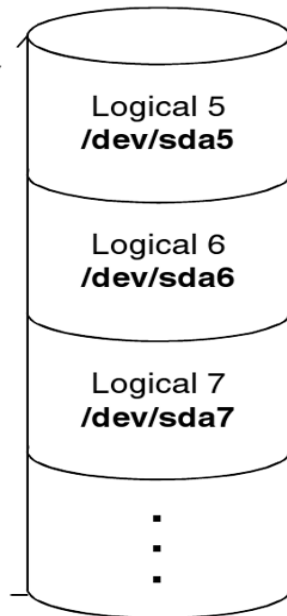 Logical 5
/dev/sda5
Logical 6
/dev/sda6
Logical 7
/dev/sda7
.
.
.